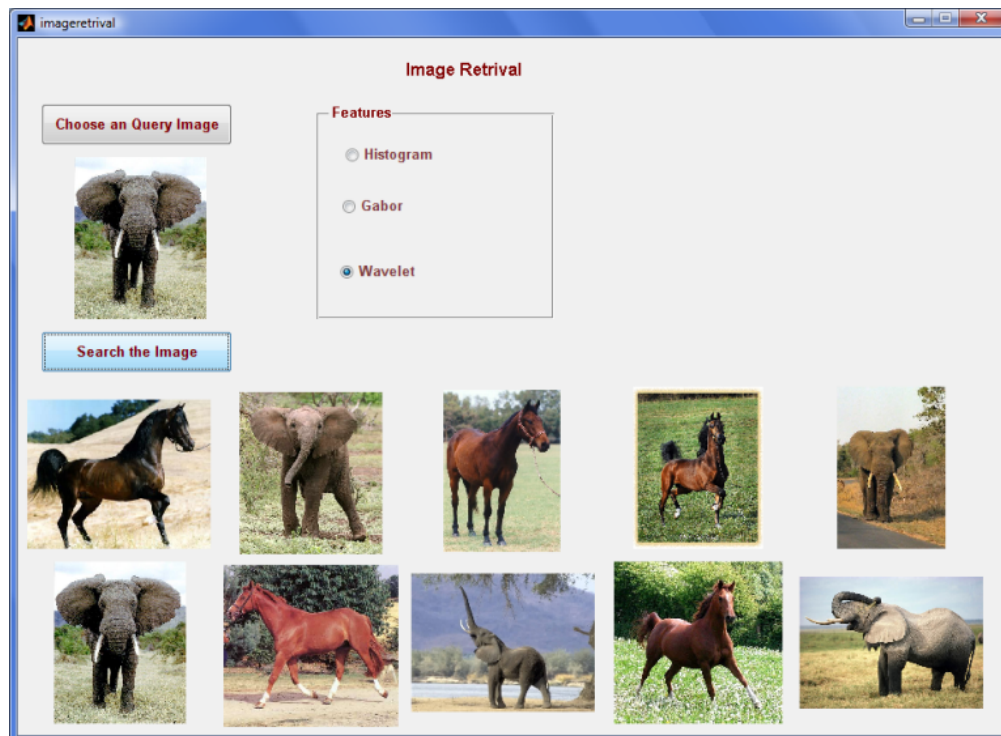 imageretrival
Image Retrival
Choose an Query Image
Features
Histogram
Gabor
Wavelet
Search the Image